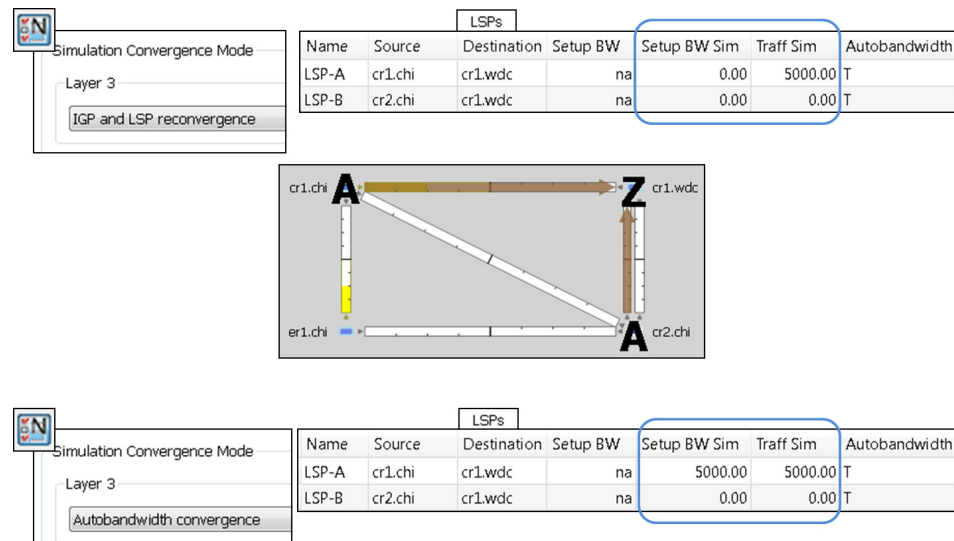 LSPs
N
Simulation Convergence Mode
Layer 3
IGP and LSP reconvergence
Name Source Destination Setup BW Setup BW Sim Traff Sim Autobandwidth
LSP-A cr1.chi cr1.wdc na 0.00 5000.00 T
LSP-B cr2.chi cr1.wdc na 0.00 0.00 T
cr1.chi A Z cr1.wdc
er1.chi A cr2.chi
LSPs
N
Simulation Convergence Mode
Layer 3
Autobandwidth convergence
Name Source Destination Setup BW Setup BW Sim Traff Sim Autobandwidth
LSP-A cr1.chi cr1.wdc na 5000.00 5000.00 T
LSP-B cr2.chi cr1.wdc na 0.00 0.00 T